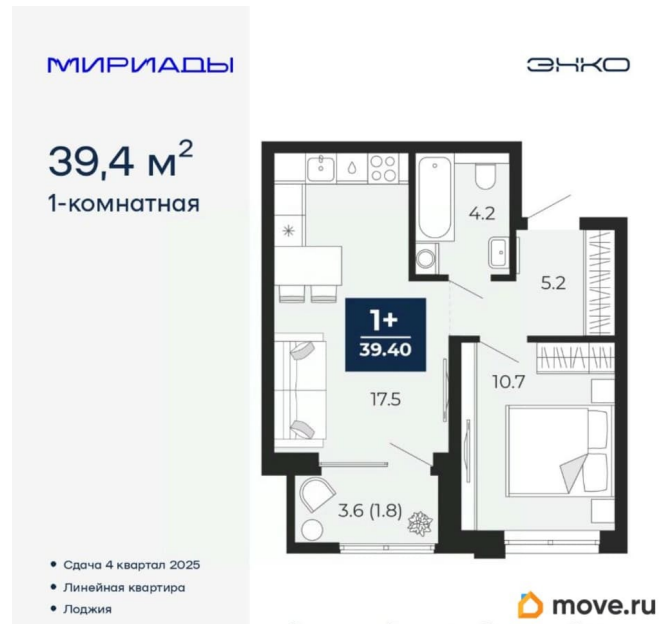 МИРИАДЫ
ЭНКО
39,4 м²
1-комнатная
4.2
5.2
1+
39.40
10.7
17.5
3.6 (1.8)
• Сдача 4 квартал 2025
• Линейная квартира
• Лоджия
move.ru